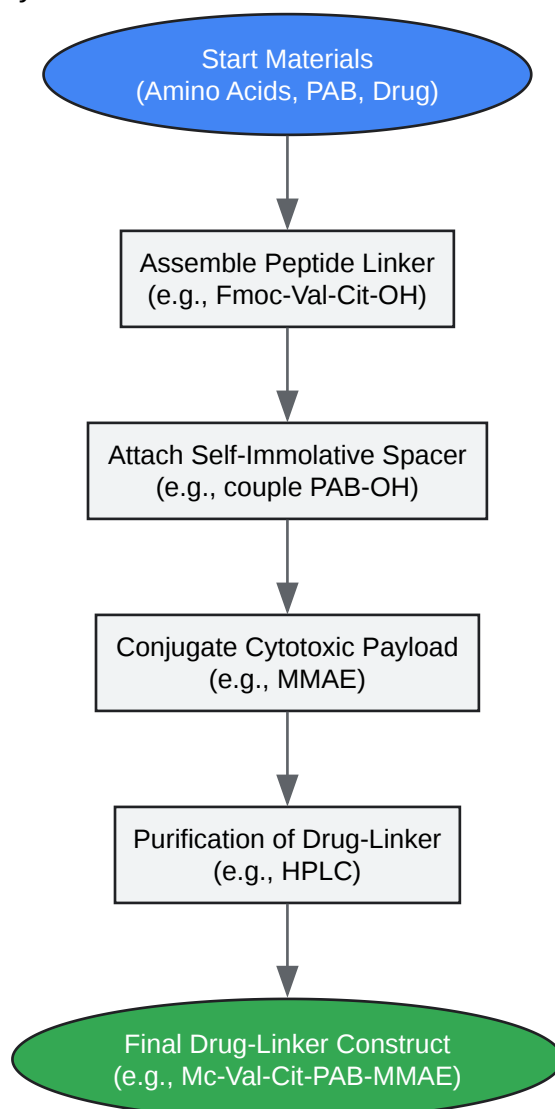 Start Materials
(Amino Acids, PAB, Drug)
Assemble Peptide Linker
(e.g., Fmoc-Val-Cit-OH)
Attach Self-Immolative Spacer
(e.g., couple PAB-OH)
Conjugate Cytotoxic Payload
(e.g., MMAE)
Purification of Drug-Linker
(e.g., HPLC)
Final Drug-Linker Construct
(e.g., Mc-Val-Cit-PAB-MMAE)